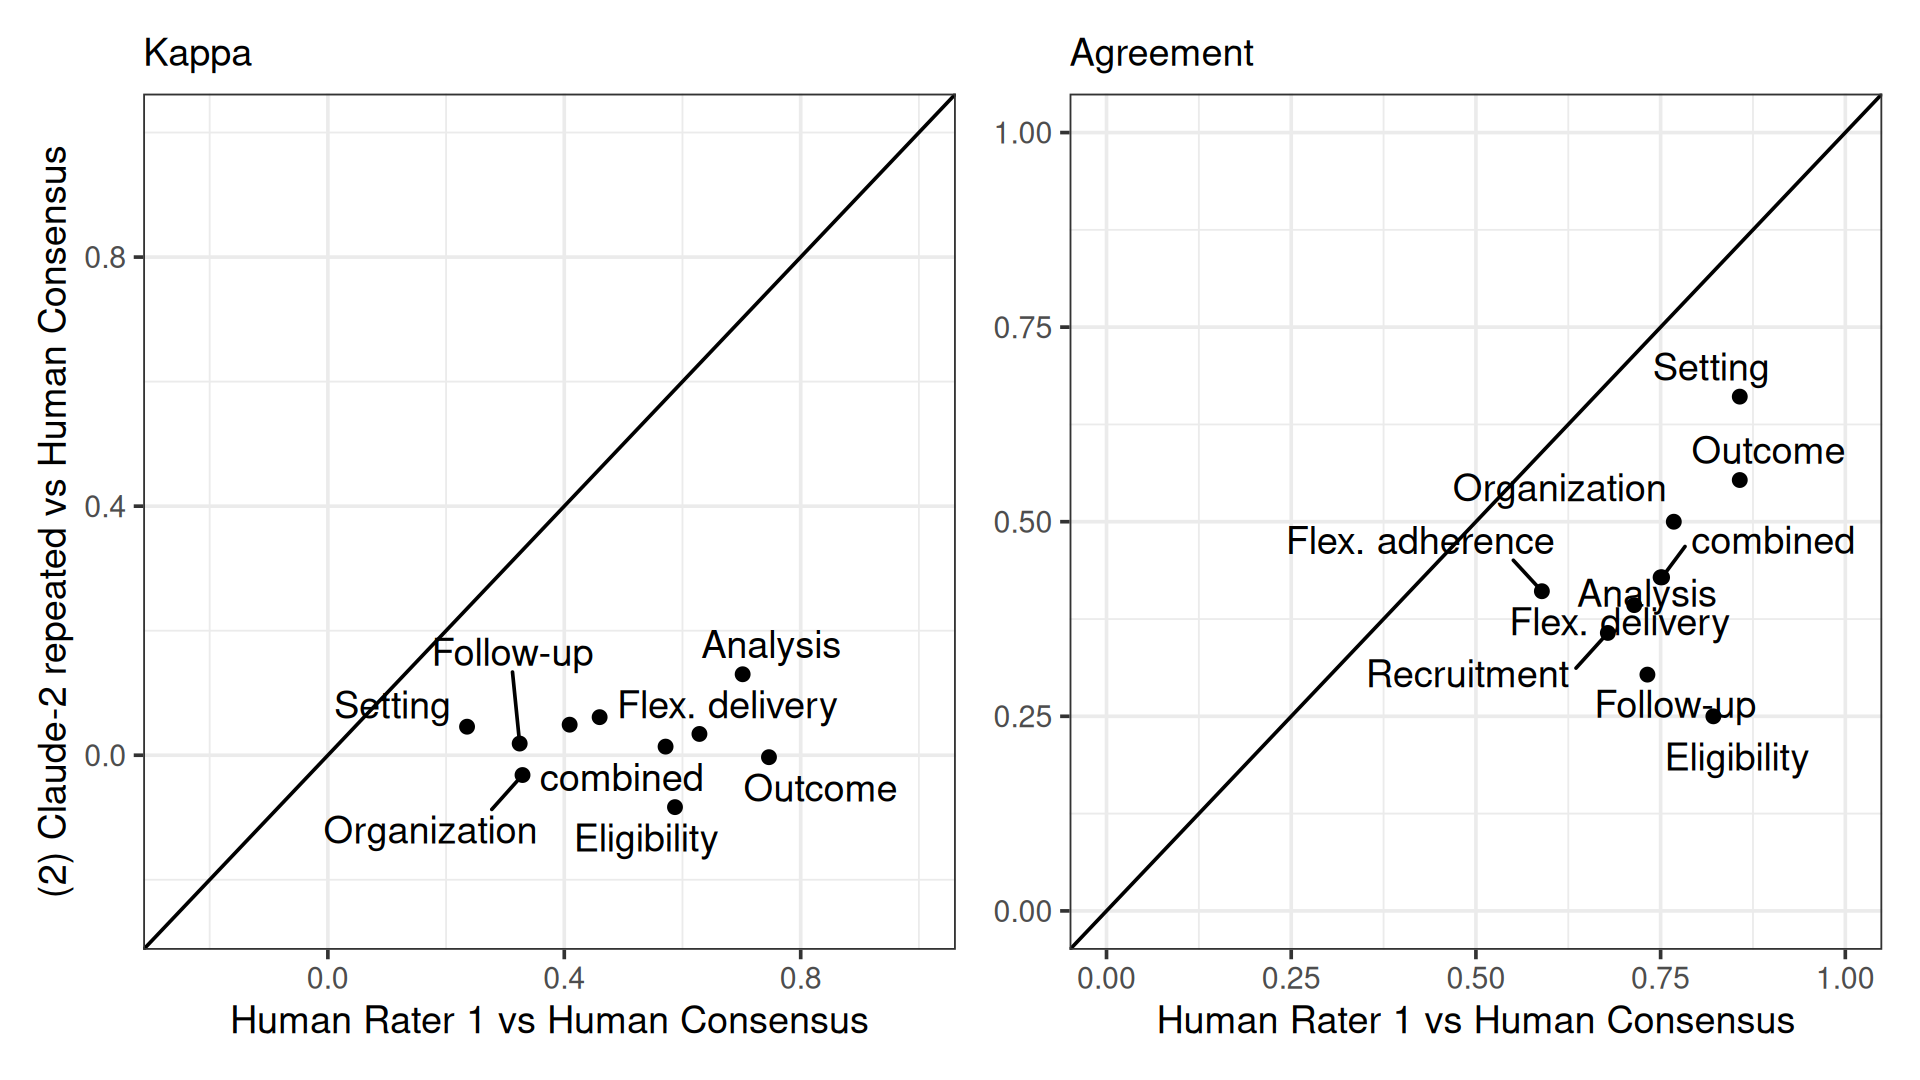 Kappa
Agreement
(2) Claude-2 repeated vs Human Consensus
0.8
0.4
0.0
Follow-up
Analysis
Setting
Flex. delivery
combined
Outcome
Organization
Eligibility
0.0
0.4
0.8
Human Rater 1 vs Human Consensus
1.00
0.75
0.50
0.25
0.00
Setting
Outcome
Organization
Flex. adherence
combined
Analysis
Flex. delivery
Recruitment
Follow-up
Eligibility
0.00
0.25
0.50
0.75
1.00
Human Rater 1 vs Human Consensus